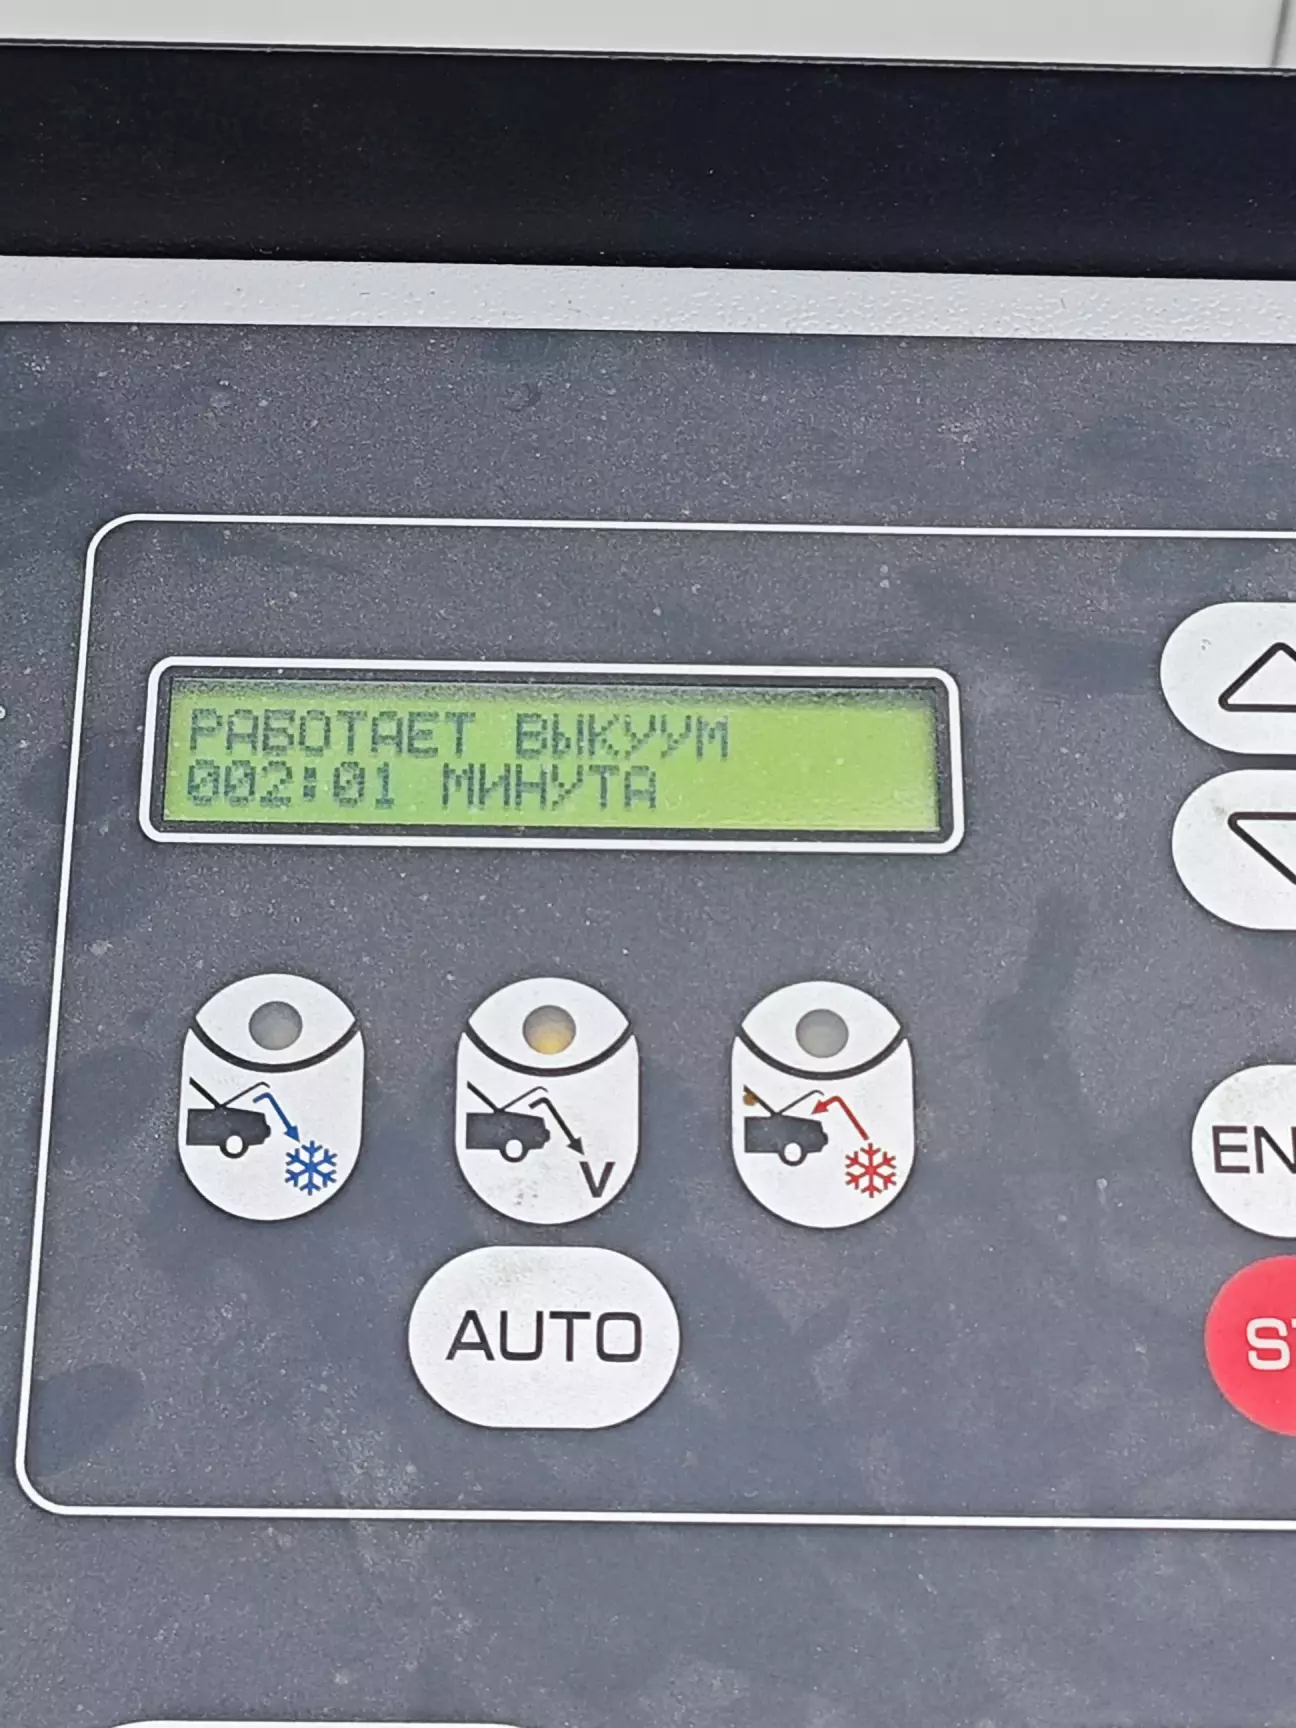 РАБОТАЕТ ВЫКУУМ
002:01 МИНУТА
V
AUTO